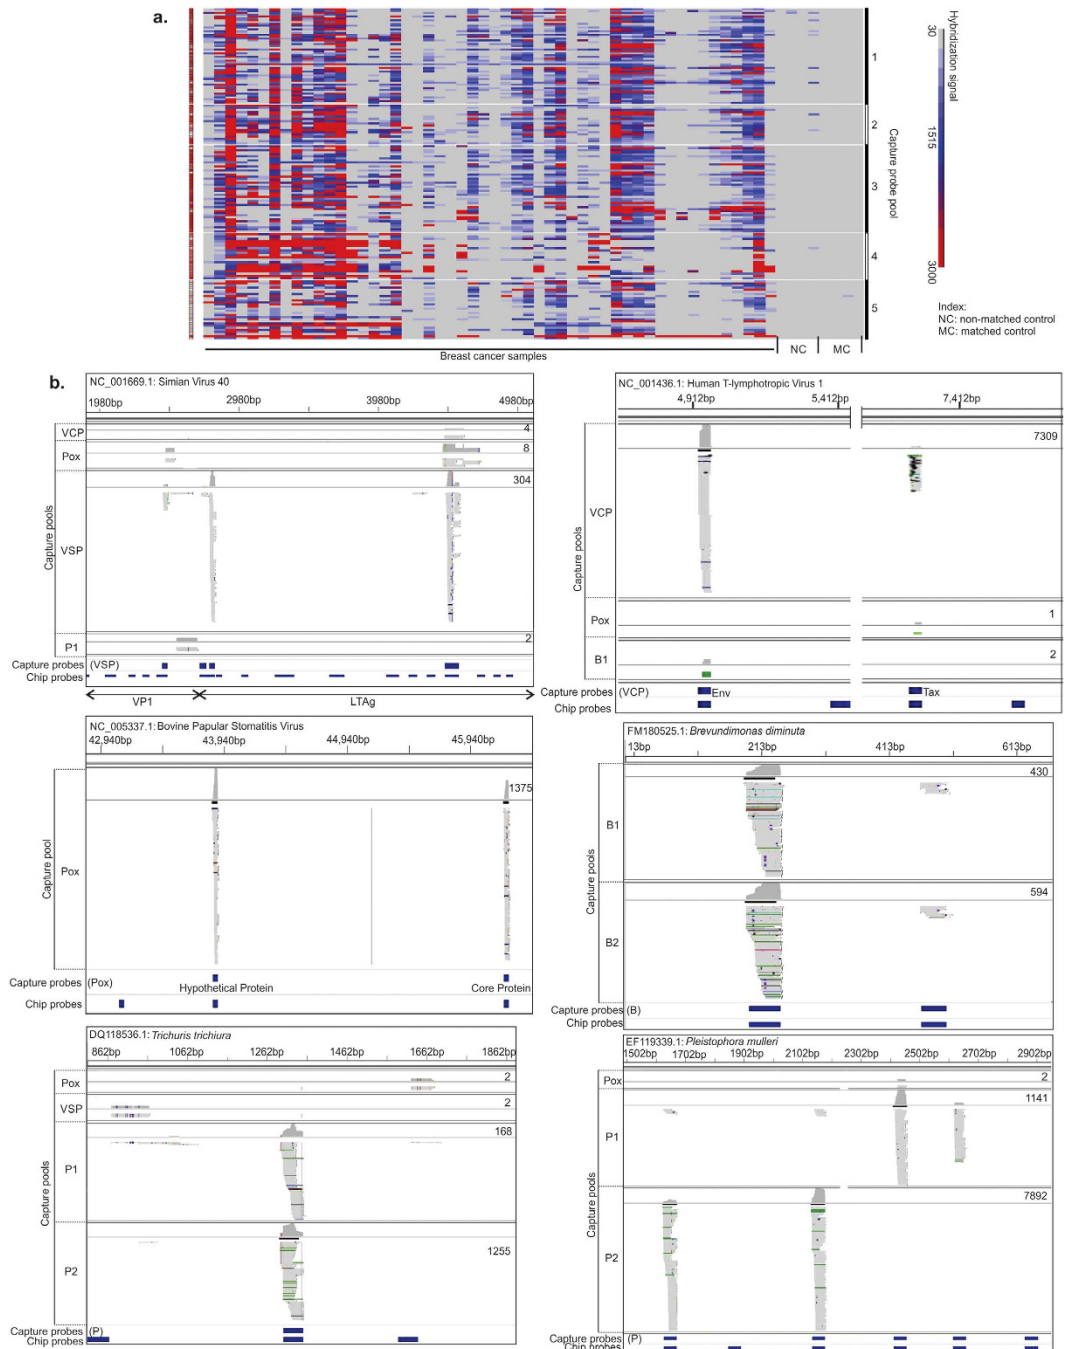 a.
1
2
3
4
5
Capture probe pool
Hybridization signal
30
1515
3000
Index:
NC: non-matched control
MC: matched control
Breast cancer samples
NC
MC
b.
NC_001669.1: Simian Virus 40
1980bp 2980bp 3980bp 4980bp
VCP 4
Pox 8
VSP 304
P1 2
Capture pools
Capture probes (VSP)
Chip probes
VP1 LTAg
NC_001436.1: Human T-lymphotropic Virus 1
4,912bp 5,412bp 7,412bp
VCP 7309
Pox 1
B1 2
Capture pools
Capture probes (VCP) Env Tax
Chip probes
NC_005337.1: Bovine Papular Stomatitis Virus
42,940bp 43,940bp 44,940bp 45,940bp
Pox 1375
Capture pool
Capture probes (Pox)
Hypothetical Protein Core Protein
Chip probes
FM180525.1: Brevundimonas diminuta
13bp 213bp 413bp 613bp
B1 430
B2 594
Capture pools
Capture probes (B)
Chip probes
DQ118536.1: Trichuris trichiura
862bp 1062bp 1262bp 1462bp 1662bp 1862bp
Pox 2
VSP 2
P1 168
P2 1255
Capture pools
Capture probes (P)
Chip probes
EF119339.1: Pleistophora mulleri
1502bp 1702bp 1902bp 2102bp 2302bp 2502bp 2702bp 2902bp
Pox 2
P1 1141
P2 7892
Capture pools
Capture probes (P)
Chip probes